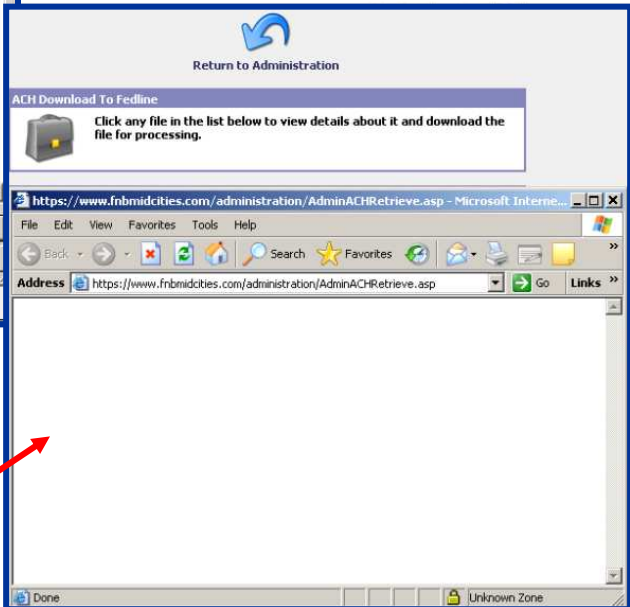 Return to Administration
ACH Download To Fedline
Click any file in the list below to view details about it and download the
file for processing.
https://www.fnbmidcities.com/administration/AdminACHRetrieve.asp - Microsoft Interne...
File Edit View Favorites Tools Help
Back Search Favorites »
Address https://www.fnbmidcities.com/administration/AdminACHRetrieve.asp Go Links »
Done Unknown Zone